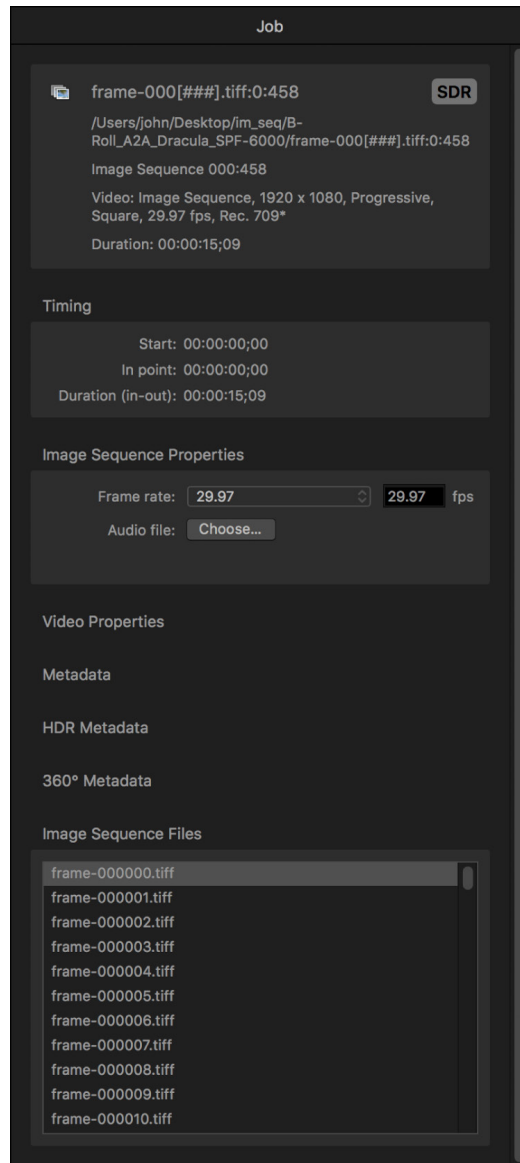 Job
frame-000[###].tiff:0:458
SDR
/Users/john/Desktop/im_seq/B-
Roll_A2A_Dracula_SPF-6000/frame-000[###].tiff:0:458
Image Sequence 000:458
Video: Image Sequence, 1920 x 1080, Progressive,
Square, 29.97 fps, Rec. 709*
Duration: 00:00:15;09
Timing
Start: 00:00:00;00
In point: 00:00:00;00
Duration (in-out): 00:00:15;09
Image Sequence Properties
Frame rate: 29.97 29.97 fps
Audio file: Choose...
Video Properties
Metadata
HDR Metadata
360° Metadata
Image Sequence Files
frame-000000.tiff
frame-000001.tiff
frame-000002.tiff
frame-000003.tiff
frame-000004.tiff
frame-000005.tiff
frame-000006.tiff
frame-000007.tiff
frame-000008.tiff
frame-000009.tiff
frame-000010.tiff